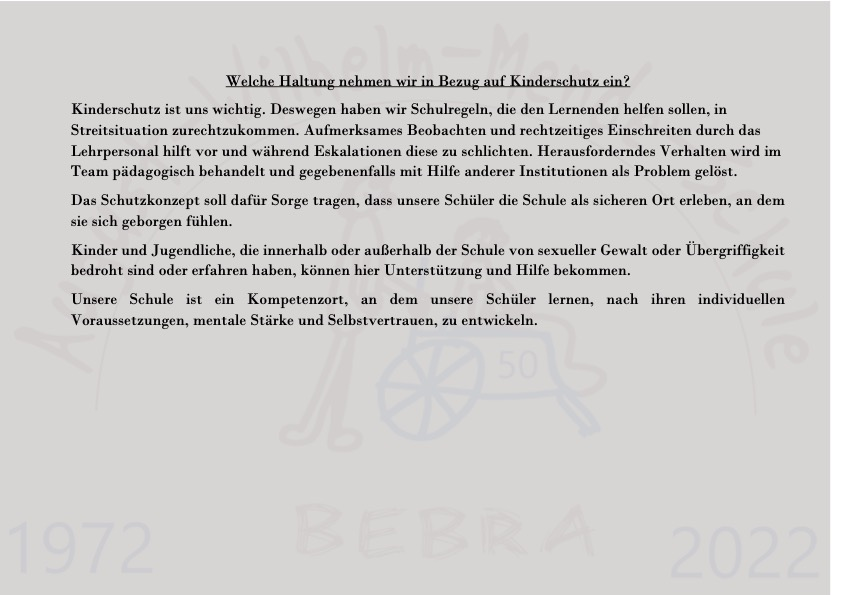 Welche Haltung nehmen wir in Bezug auf Kinderschutz ein?
Kinderschutz ist uns wichtig. Deswegen haben wir Schulregeln, die den Lernenden helfen sollen, in
Streitsituation zurechtzukommen. Aufmerksames Beobachten und rechtzeitiges Einschreiten durch das
Lehrpersonal hilft vor und während Eskalationen diese zu schlichten. Herausforderndes Verhalten wird im
Team pädagogisch behandelt und gegebenenfalls mit Hilfe anderer Institutionen als Problem gelöst.
Das Schutzkonzept soll dafür Sorge tragen, dass unsere Schüler die Schule als sicheren Ort erleben, an dem
sie sich geborgen fühlen.
Kinder und Jugendliche, die innerhalb oder außerhalb der Schule von sexueller Gewalt oder Übergriffigkeit
bedroht sind oder erfahren haben, können hier Unterstützung und Hilfe bekommen.
Unsere Schule ist ein Kompetenzort, an dem unsere Schüler lernen, nach ihren individuellen
Voraussetzungen, mentale Stärke und Selbstvertrauen, zu entwickeln.
50
BEBRA
1972
2022